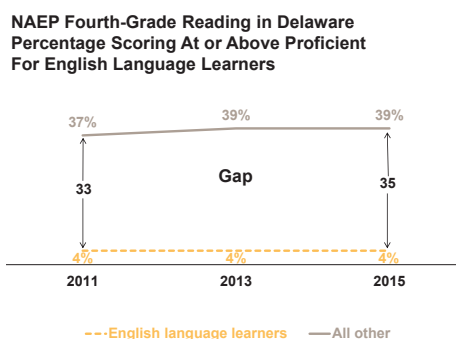 NAEP Fourth-Grade Reading in Delaware
Percentage Scoring At or Above Proficient
For English Language Learners
37%
39%
39%
33
Gap
35
4%
4%
4%
2011
2013
2015
English language learners
All other